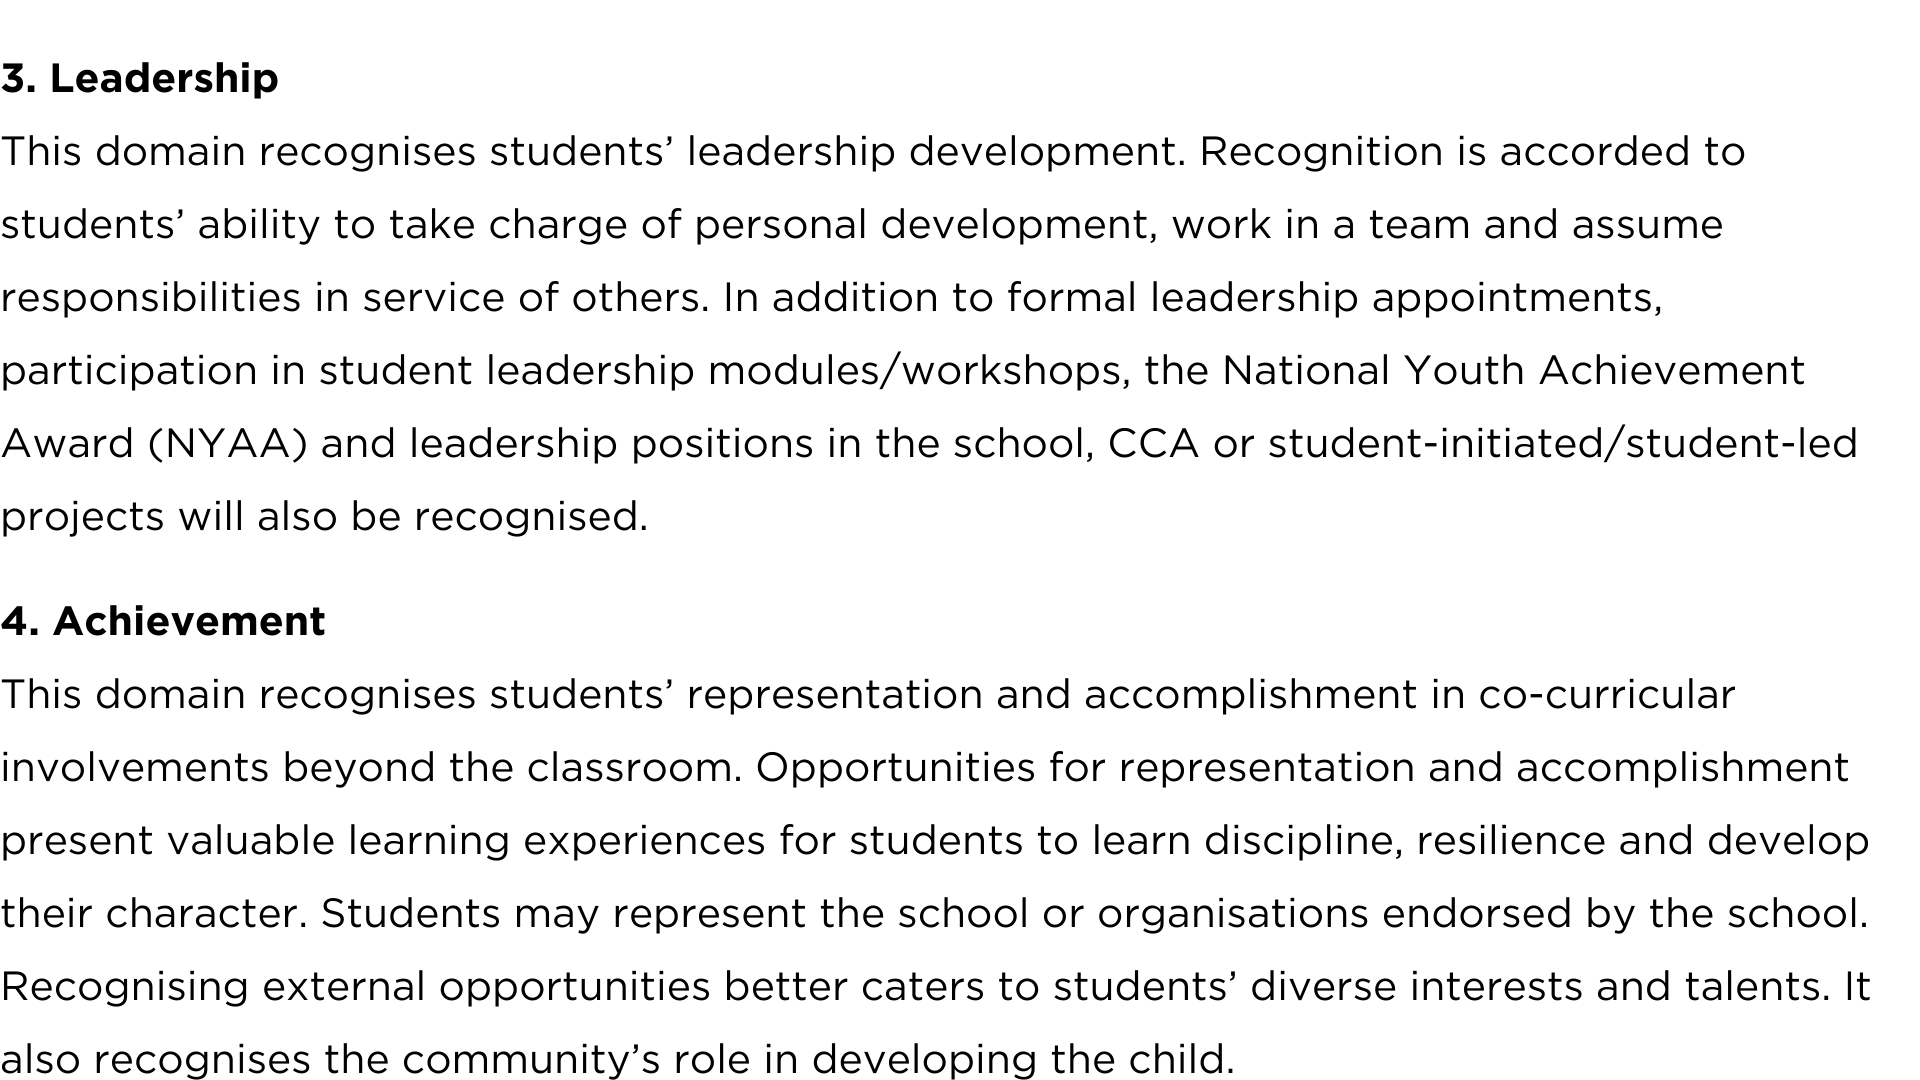 3. Leadership
This domain recognises students’ leadership development. Recognition is accorded to
students’ ability to take charge of personal development, work in a team and assume
responsibilities in service of others. In addition to formal leadership appointments,
participation in student leadership modules/workshops, the National Youth Achievement
Award (NYAA) and leadership positions in the school, CCA or student-initiated/student-led
projects will also be recognised.
4. Achievement
This domain recognises students’ representation and accomplishment in co-curricular
involvements beyond the classroom. Opportunities for representation and accomplishment
present valuable learning experiences for students to learn discipline, resilience and develop
their character. Students may represent the school or organisations endorsed by the school.
Recognising external opportunities better caters to students’ diverse interests and talents. It
also recognises the community’s role in developing the child.